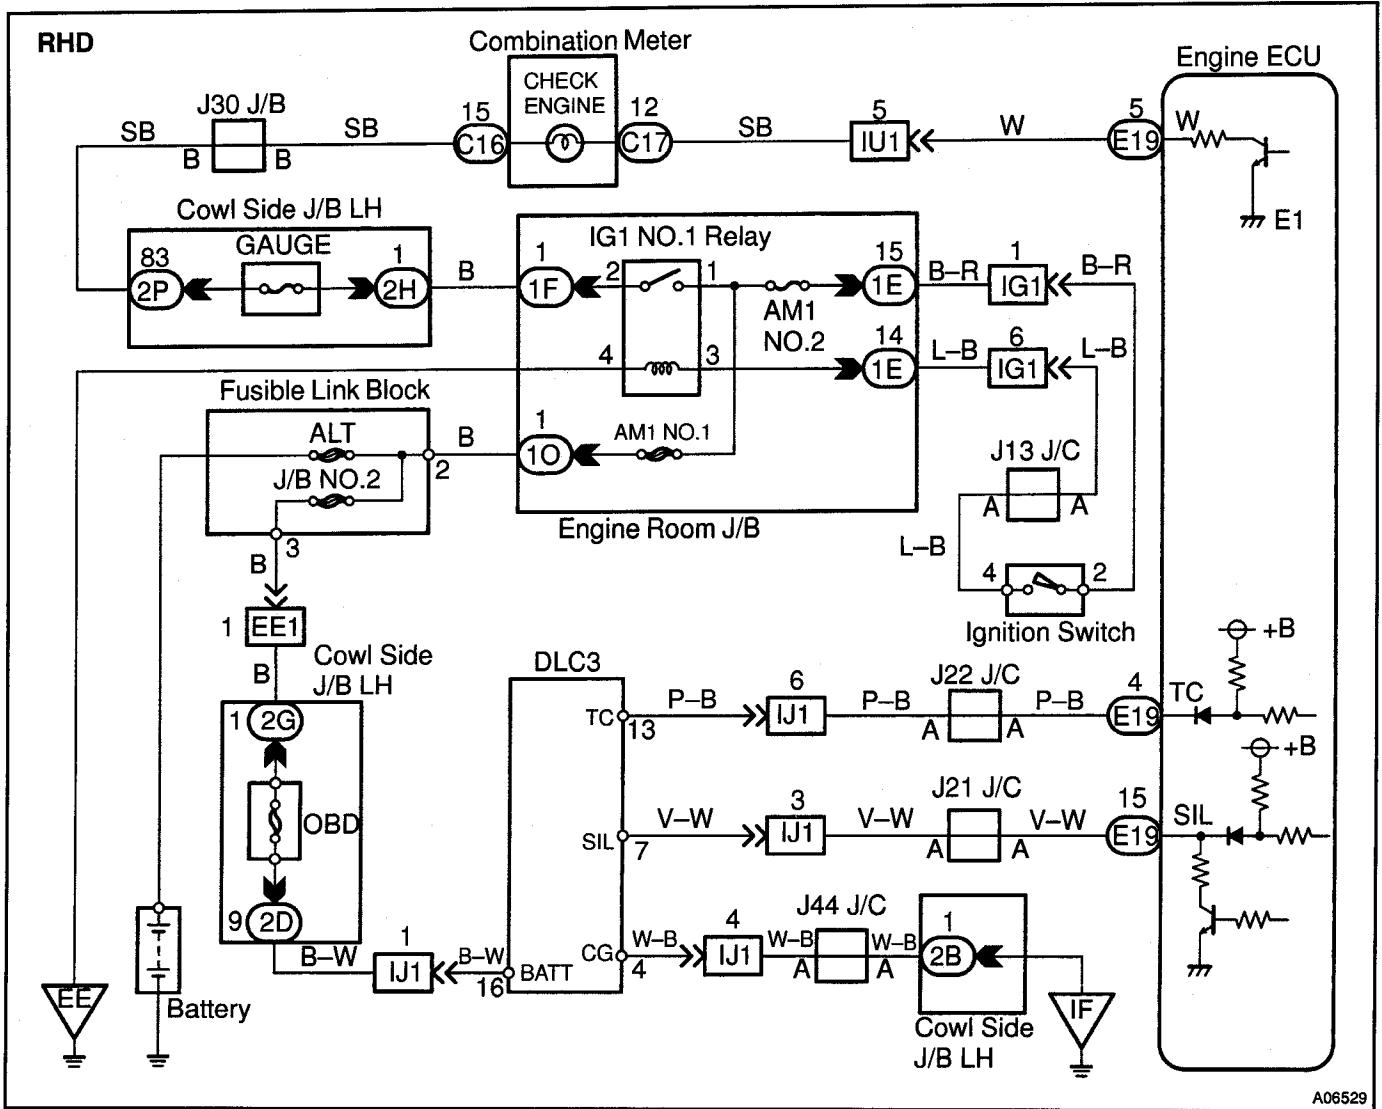 RHD
Combination Meter
Engine ECU
J30 J/B
CHECK
ENGINE
15
12
5
5
SB
SB
SB
W
W
B
B
C16
C17
IU1
E19
E1
Cowl Side J/B LH
GAUGE
83
1
2P
2H
B
IG1 NO.1 Relay
1
2
1
15
1
1F
1E
B–R
IG1
B–R
AM1
NO.2
4
3
14
6
1E
L–B
IG1
L–B
Fusible Link Block
ALT
B
1
AM1 NO.1
1O
2
J/B NO.2
J13 J/C
A
A
3
Engine Room J/B
L–B
B
4
2
1
EE1
Ignition Switch
B
Cowl Side
J/B LH
DLC3
+B
1
2G
TC
13
P–B
6
IJ1
P–B
J22 J/C
A
A
P–B
4
E19
TC
+B
OBD
SIL
7
V–W
3
IJ1
V–W
J21 J/C
A
A
V–W
15
E19
SIL
9
2D
B–W
1
IJ1
B–W
16
BATT
CG
4
W–B
4
IJ1
W–B
J44 J/C
A
A
W–B
1
2B
EE
Battery
IF
Cowl Side
J/B LH
A06529